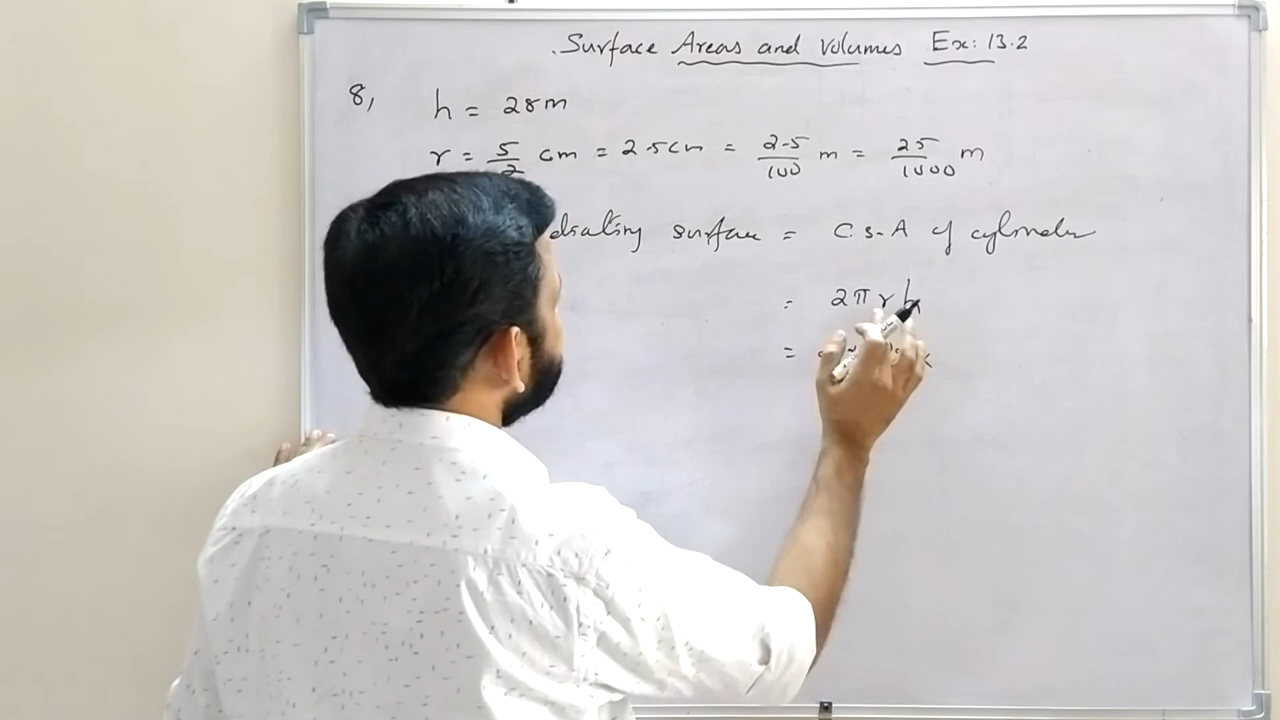 Surface Areas and volumes Ex: 13.2
8,
h = 28m
r = 5/2 cm = 2.5cm = 2.5/100 m = 25/1000 m
diating surface = C.S.A of cylinder
= 2πrh
=